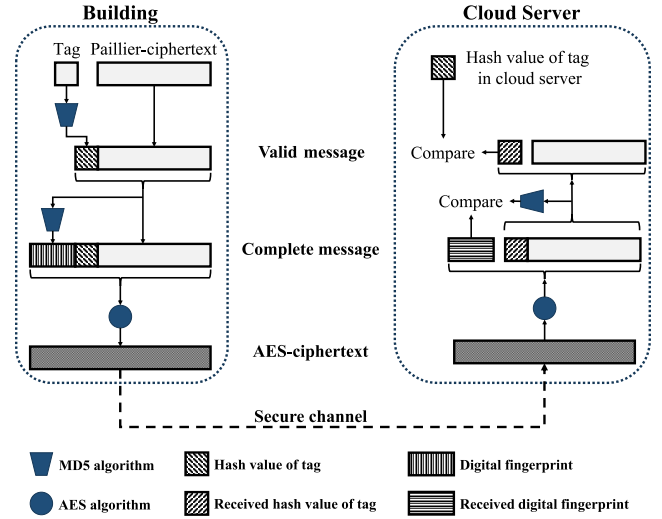 Building
Cloud Server
Tag
Paillier-ciphertext
Hash value of tag
in cloud server
Valid message
Compare
Compare
Complete message
AES-ciphertext
Secure channel
MD5 algorithm
Hash value of tag
Digital fingerprint
AES algorithm
Received hash value of tag
Received digital fingerprint